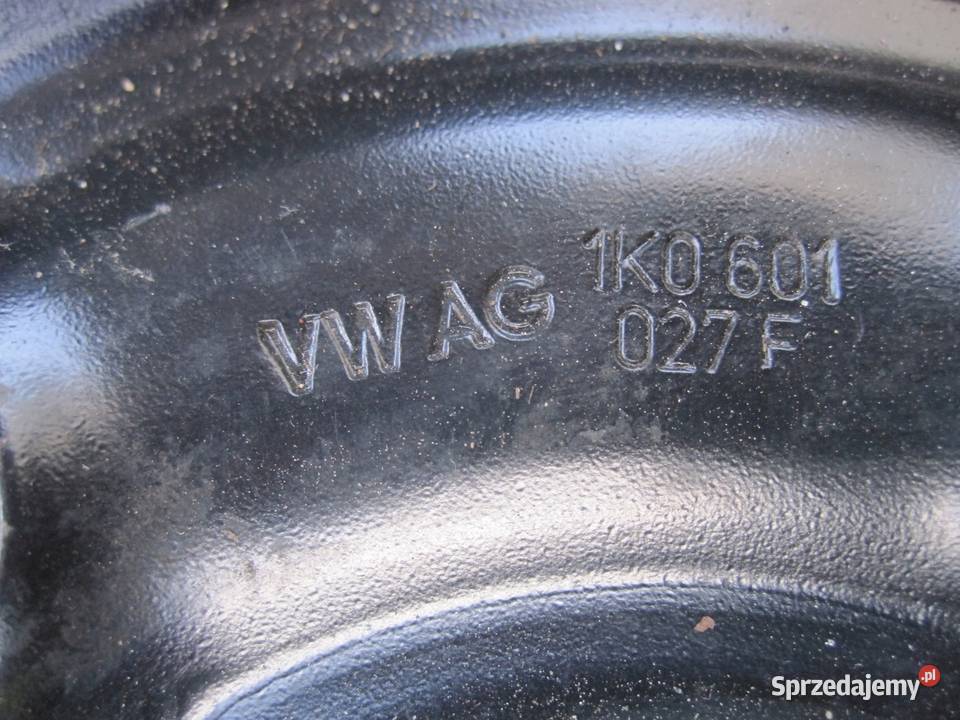 VW AG
1K0 601
027 F
Sprzedajemy.pl